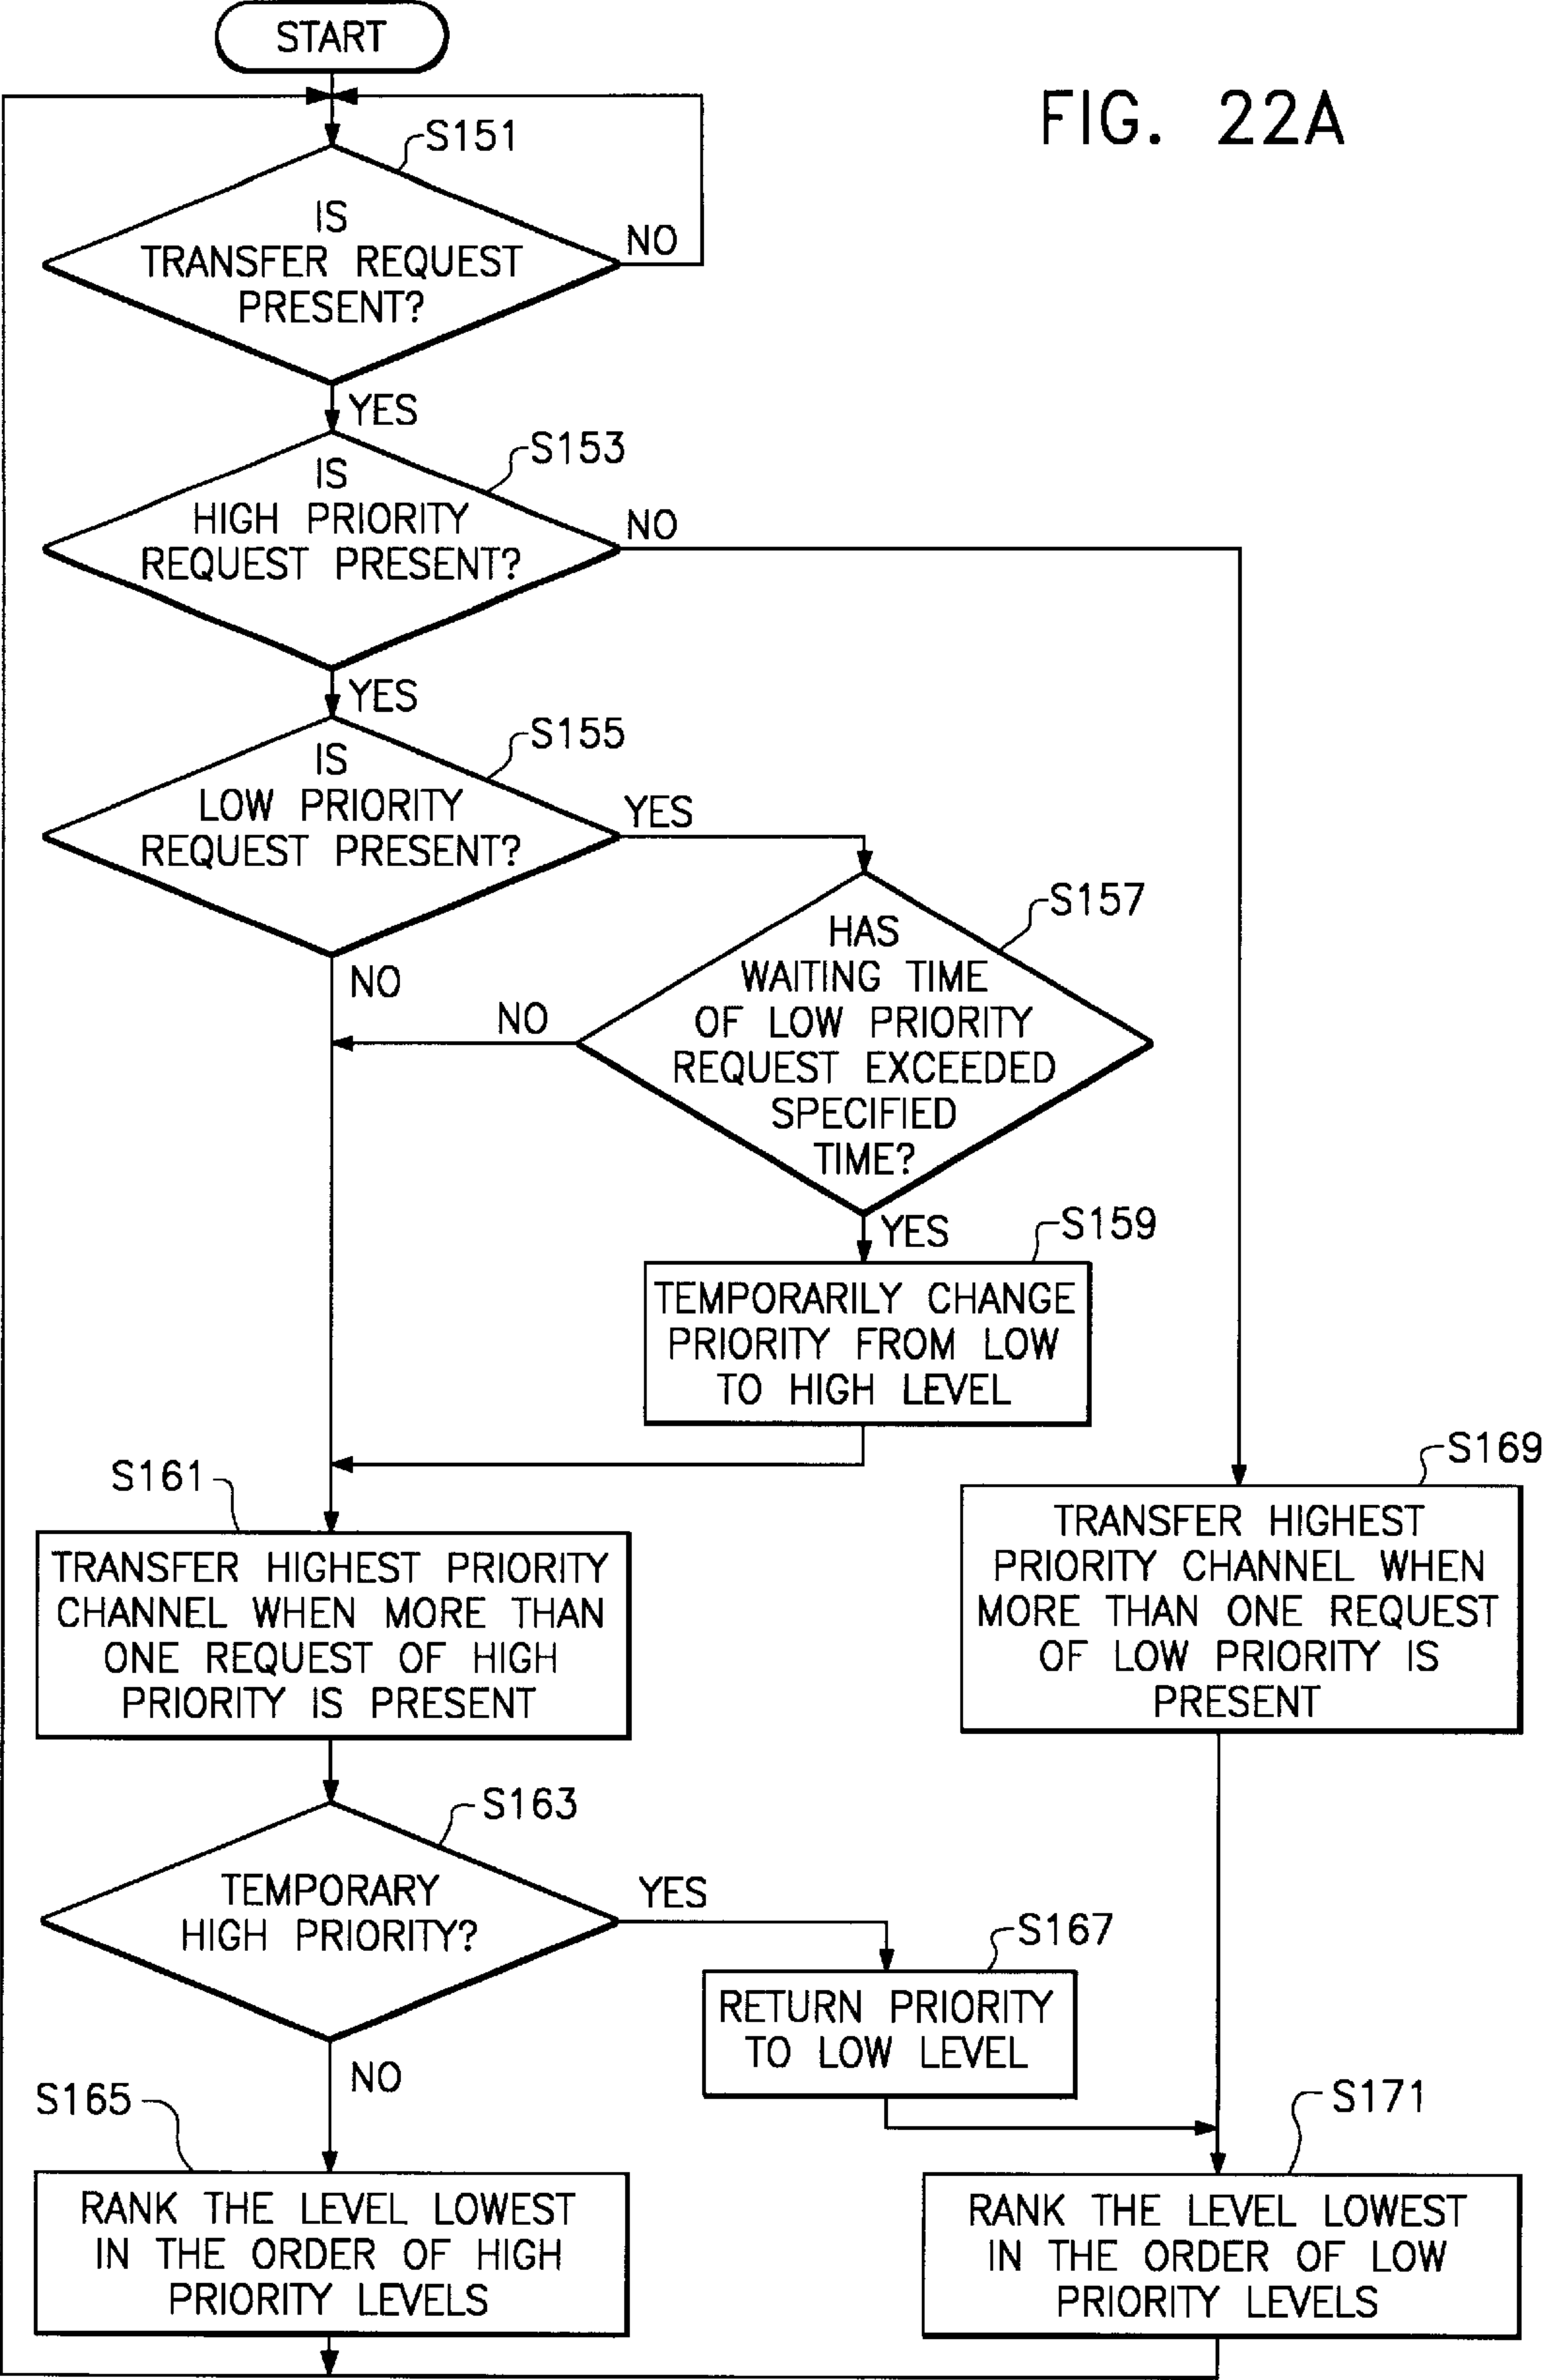 START
FIG. 22A
S151
IS
TRANSFER REQUEST
PRESENT?
NO
YES
S153
IS
HIGH PRIORITY
REQUEST PRESENT?
NO
YES
S155
IS
LOW PRIORITY
REQUEST PRESENT?
YES
NO
S157
HAS
WAITING TIME
OF LOW PRIORITY
REQUEST EXCEEDED
SPECIFIED
TIME?
NO
YES
S159
TEMPORARILY CHANGE
PRIORITY FROM LOW
TO HIGH LEVEL
S161
TRANSFER HIGHEST PRIORITY
CHANNEL WHEN MORE THAN
ONE REQUEST OF HIGH
PRIORITY IS PRESENT
S169
TRANSFER HIGHEST
PRIORITY CHANNEL WHEN
MORE THAN ONE REQUEST
OF LOW PRIORITY IS
PRESENT
S163
TEMPORARY
HIGH PRIORITY?
YES
NO
S167
RETURN PRIORITY
TO LOW LEVEL
S165
RANK THE LEVEL LOWEST
IN THE ORDER OF HIGH
PRIORITY LEVELS
S171
RANK THE LEVEL LOWEST
IN THE ORDER OF LOW
PRIORITY LEVELS